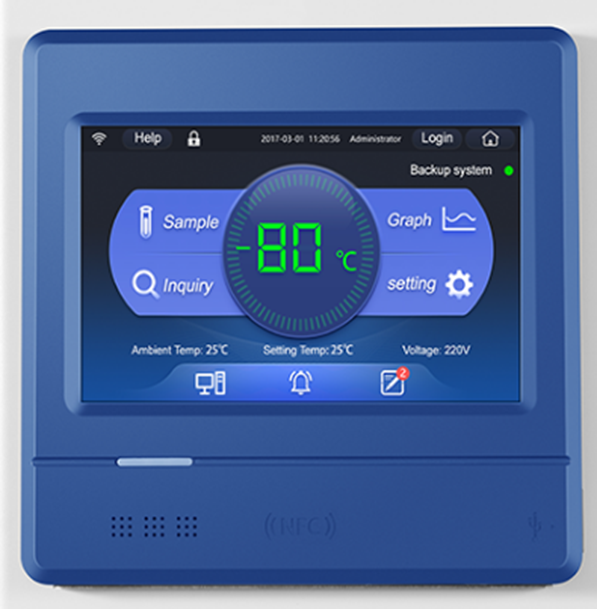 Help 2017-03-01 11:20:56 Administrator Login
Backup system
Sample
Graph
-80 °C
Inquiry
setting
Ambient Temp: 25℃ Setting Temp: 25℃ Voltage: 220V
2
((NFC))